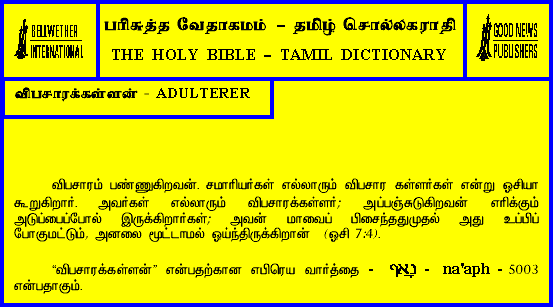 BELLWETHER
INTERNATIONAL
பரிசுத்த வேதாகமம் – தமிழ் சொல்லகராதி
THE HOLY BIBLE – TAMIL DICTIONARY
GOOD NEWS
PUBLISHERS
விபசாரக்கள்ளன் - ADULTERER
விபசாரம் பண்ணுகிறவன். சமாரியர்கள் எல்லாரும் விபசார கள்ளர்கள் என்று ஓசியா
கூறுகிறார். அவர்கள் எல்லாரும் விபசாரக்கள்ளர்; அப்பஞ்சுடுகிறவன் எரிக்கும்
அடுப்பைப்போல் இருக்கிறார்கள்; அவன் மாவைப் பிசைந்ததுமுதல் அது உப்பிப்
போகுமட்டும், அனலை மூட்டாமல் ஓய்ந்திருக்கிறான் (ஓசி 7:4).
“விபசாரக்கள்ளன்” என்பதற்கான எபிரெய வார்த்தை - נָאַף - na'aph - 5003
என்பதாகும்.